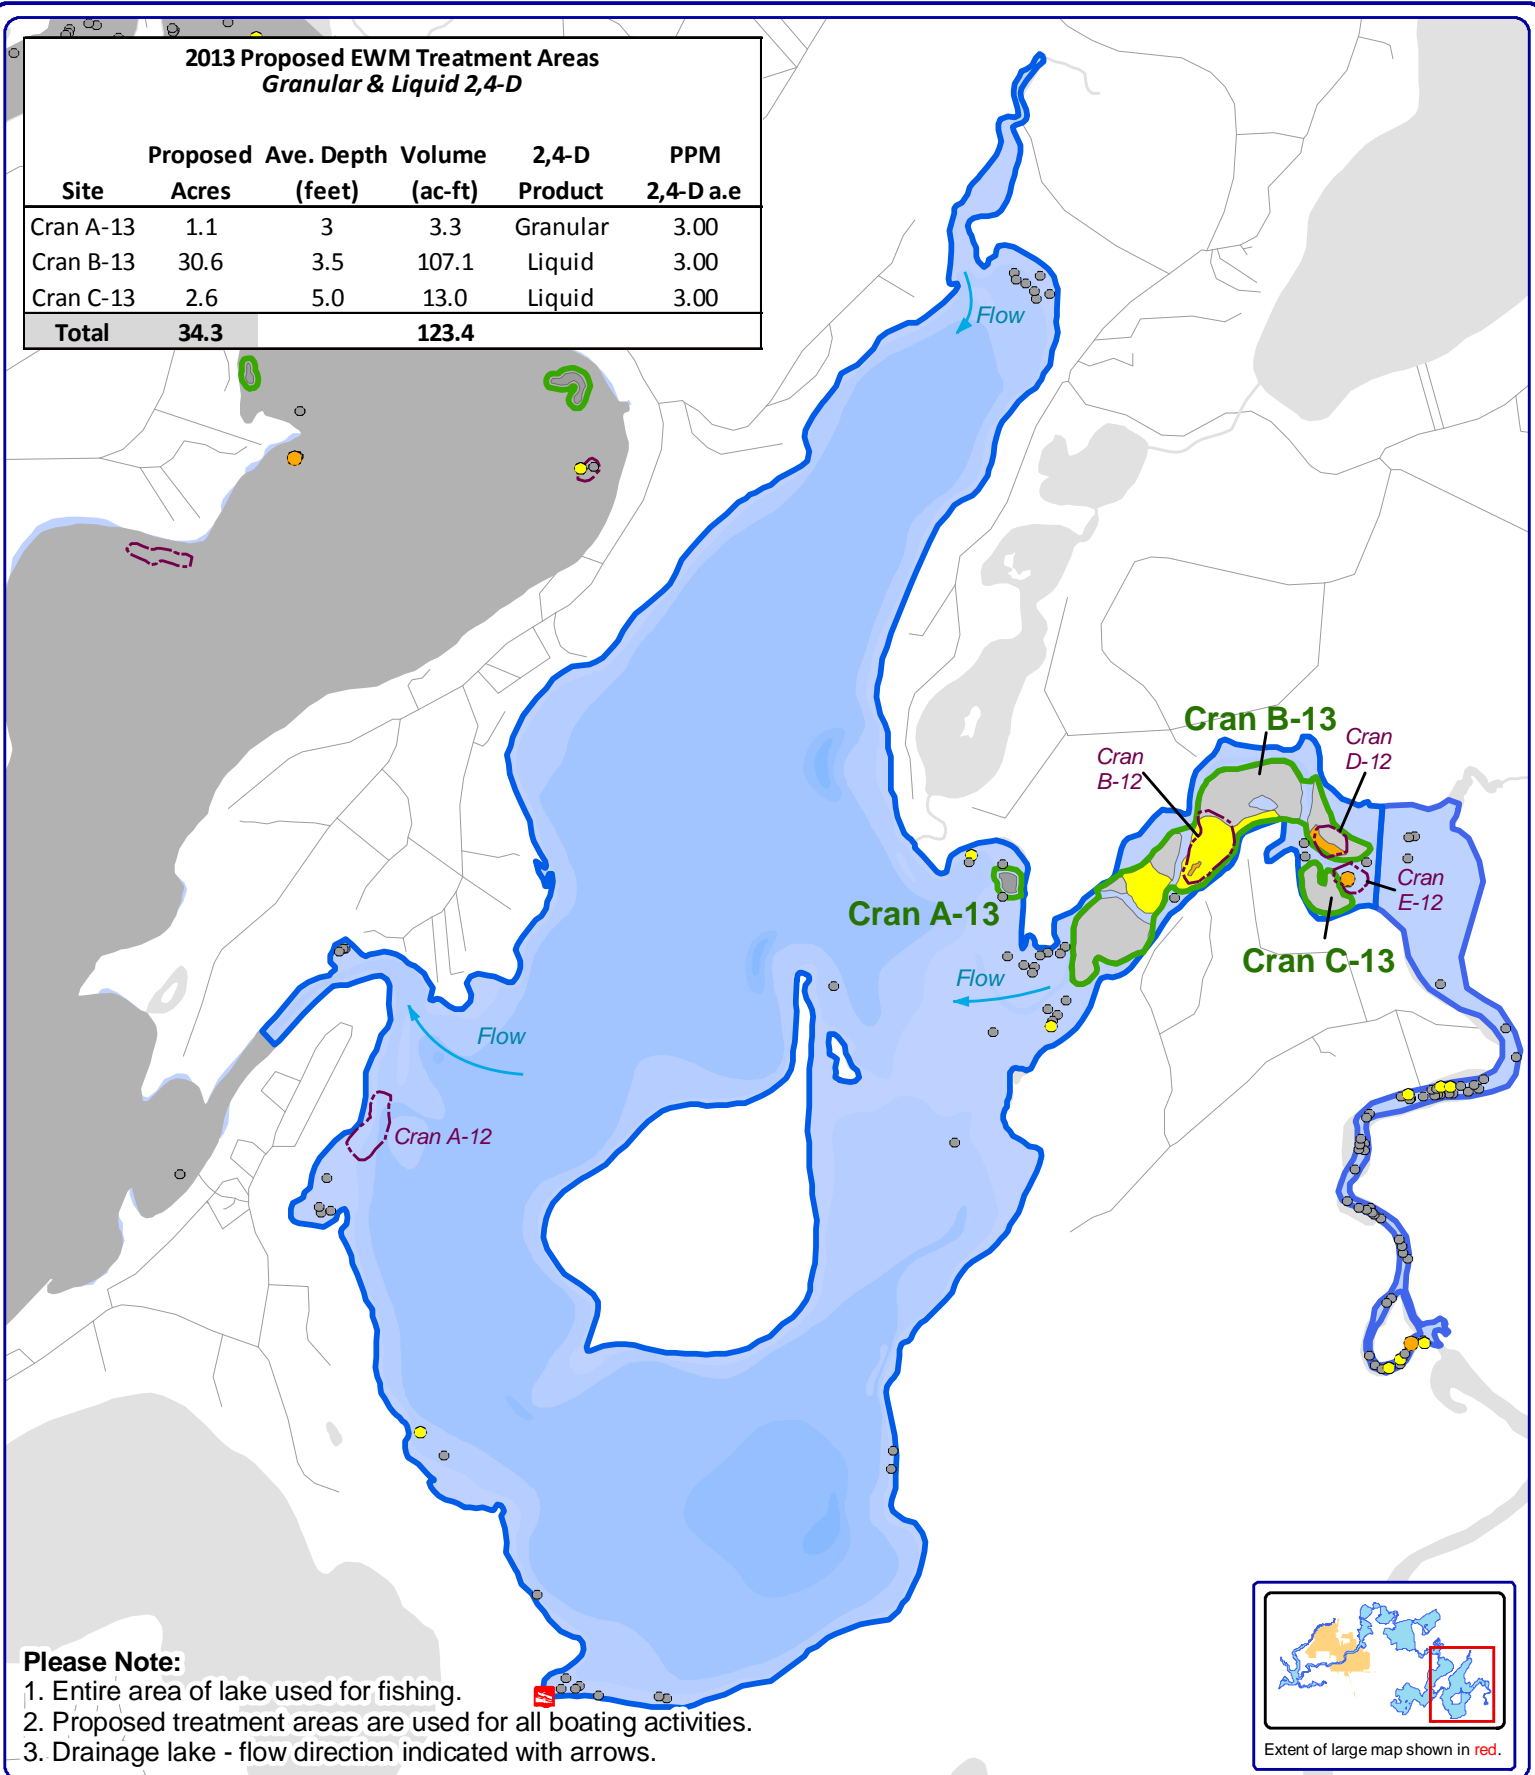 2013 Proposed EWM Treatment Areas
Granular & Liquid 2,4-D
Proposed Ave. Depth Volume 2,4-D PPM
Site Acres (feet) (ac-ft) Product 2,4-D a.e
Cran A-13 1.1 3 3.3 Granular 3.00
Cran B-13 30.6 3.5 107.1 Liquid 3.00
Cran C-13 2.6 5.0 13.0 Liquid 3.00
Total 34.3 123.4
Flow
Cran B-13
Cran
D-12
Cran
B-12
Cran
E-12
Cran A-13
Cran C-13
Flow
Flow
Cran A-12
Please Note:
1. Entire area of lake used for fishing.
2. Proposed treatment areas are used for all boating activities.
3. Drainage lake - flow direction indicated with arrows.
Extent of large map shown in red.